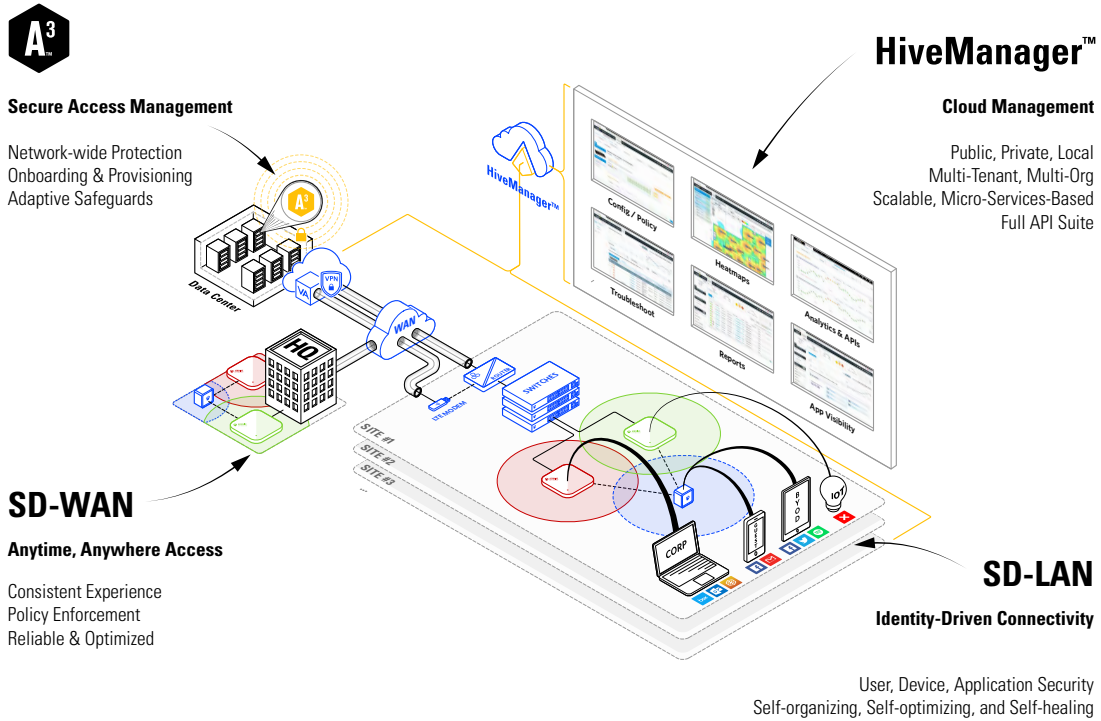 A3™
Secure Access Management
Network-wide Protection
Onboarding & Provisioning
Adaptive Safeguards
HiveManager™
Cloud Management
Public, Private, Local
Multi-Tenant, Multi-Org
Scalable, Micro-Services-Based
Full API Suite
HiveManager™
Config / Policy
Heatmaps
Analytics & APIs
Troubleshoot
Reports
App Visibility
A3
Data Center
VA
VPN
WAN
HQ
LTE MODEM
ROUTER
SWITCHES
SITE #1
SITE #2
SITE #3
...
CORP
GUEST
BYOD
IOT
SD-WAN
Anytime, Anywhere Access
Consistent Experience
Policy Enforcement
Reliable & Optimized
SD-LAN
Identity-Driven Connectivity
User, Device, Application Security
Self-organizing, Self-optimizing, and Self-healing